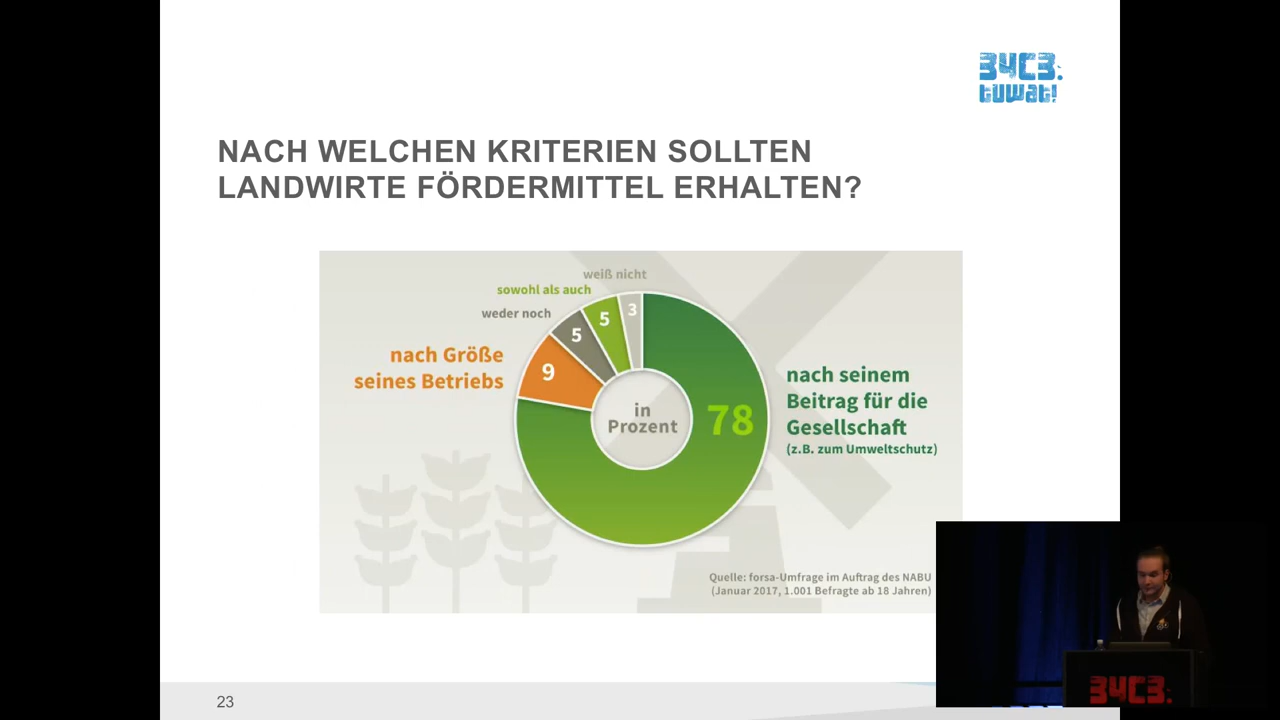 34C3.
tuwat!
NACH WELCHEN KRITERIEN SOLLTEN
LANDWIRTE FÖRDERMITTEL ERHALTEN?
weiß nicht
sowohl als auch
weder noch
3
5
5
nach Größe
seines Betriebs
9
in
Prozent
78
nach seinem
Beitrag für die
Gesellschaft
(z.B. zum Umweltschutz)
Quelle: forsa-Umfrage im Auftrag des NABU
(Januar 2017, 1.001 Befragte ab 18 Jahren)
34C3.
23